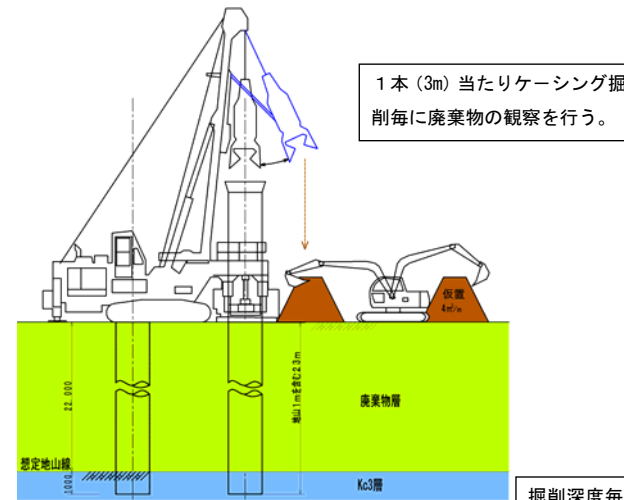 1本(3m)当たりケーシング掘
削毎に廃棄物の観察を行う。
仮置
4㎥/m
22.000
地山1mを含む2.3m
廃棄物層
想定地山線
1000
Kc3層
掘削深度毎